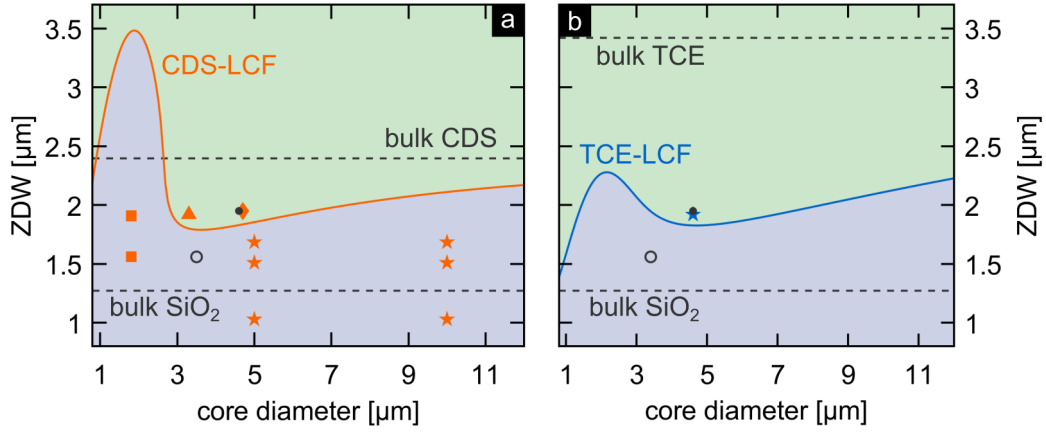 a
b
3.5
3
2.5
2
1.5
1
ZDW [µm]
CDS-LCF
bulk CDS
bulk SiO₂
1 3 5 7 9 11
core diameter [µm]
bulk TCE
TCE-LCF
bulk SiO₂
1 3 5 7 9 11
core diameter [µm]
3.5
3
2.5
2
1.5
1
ZDW [µm]